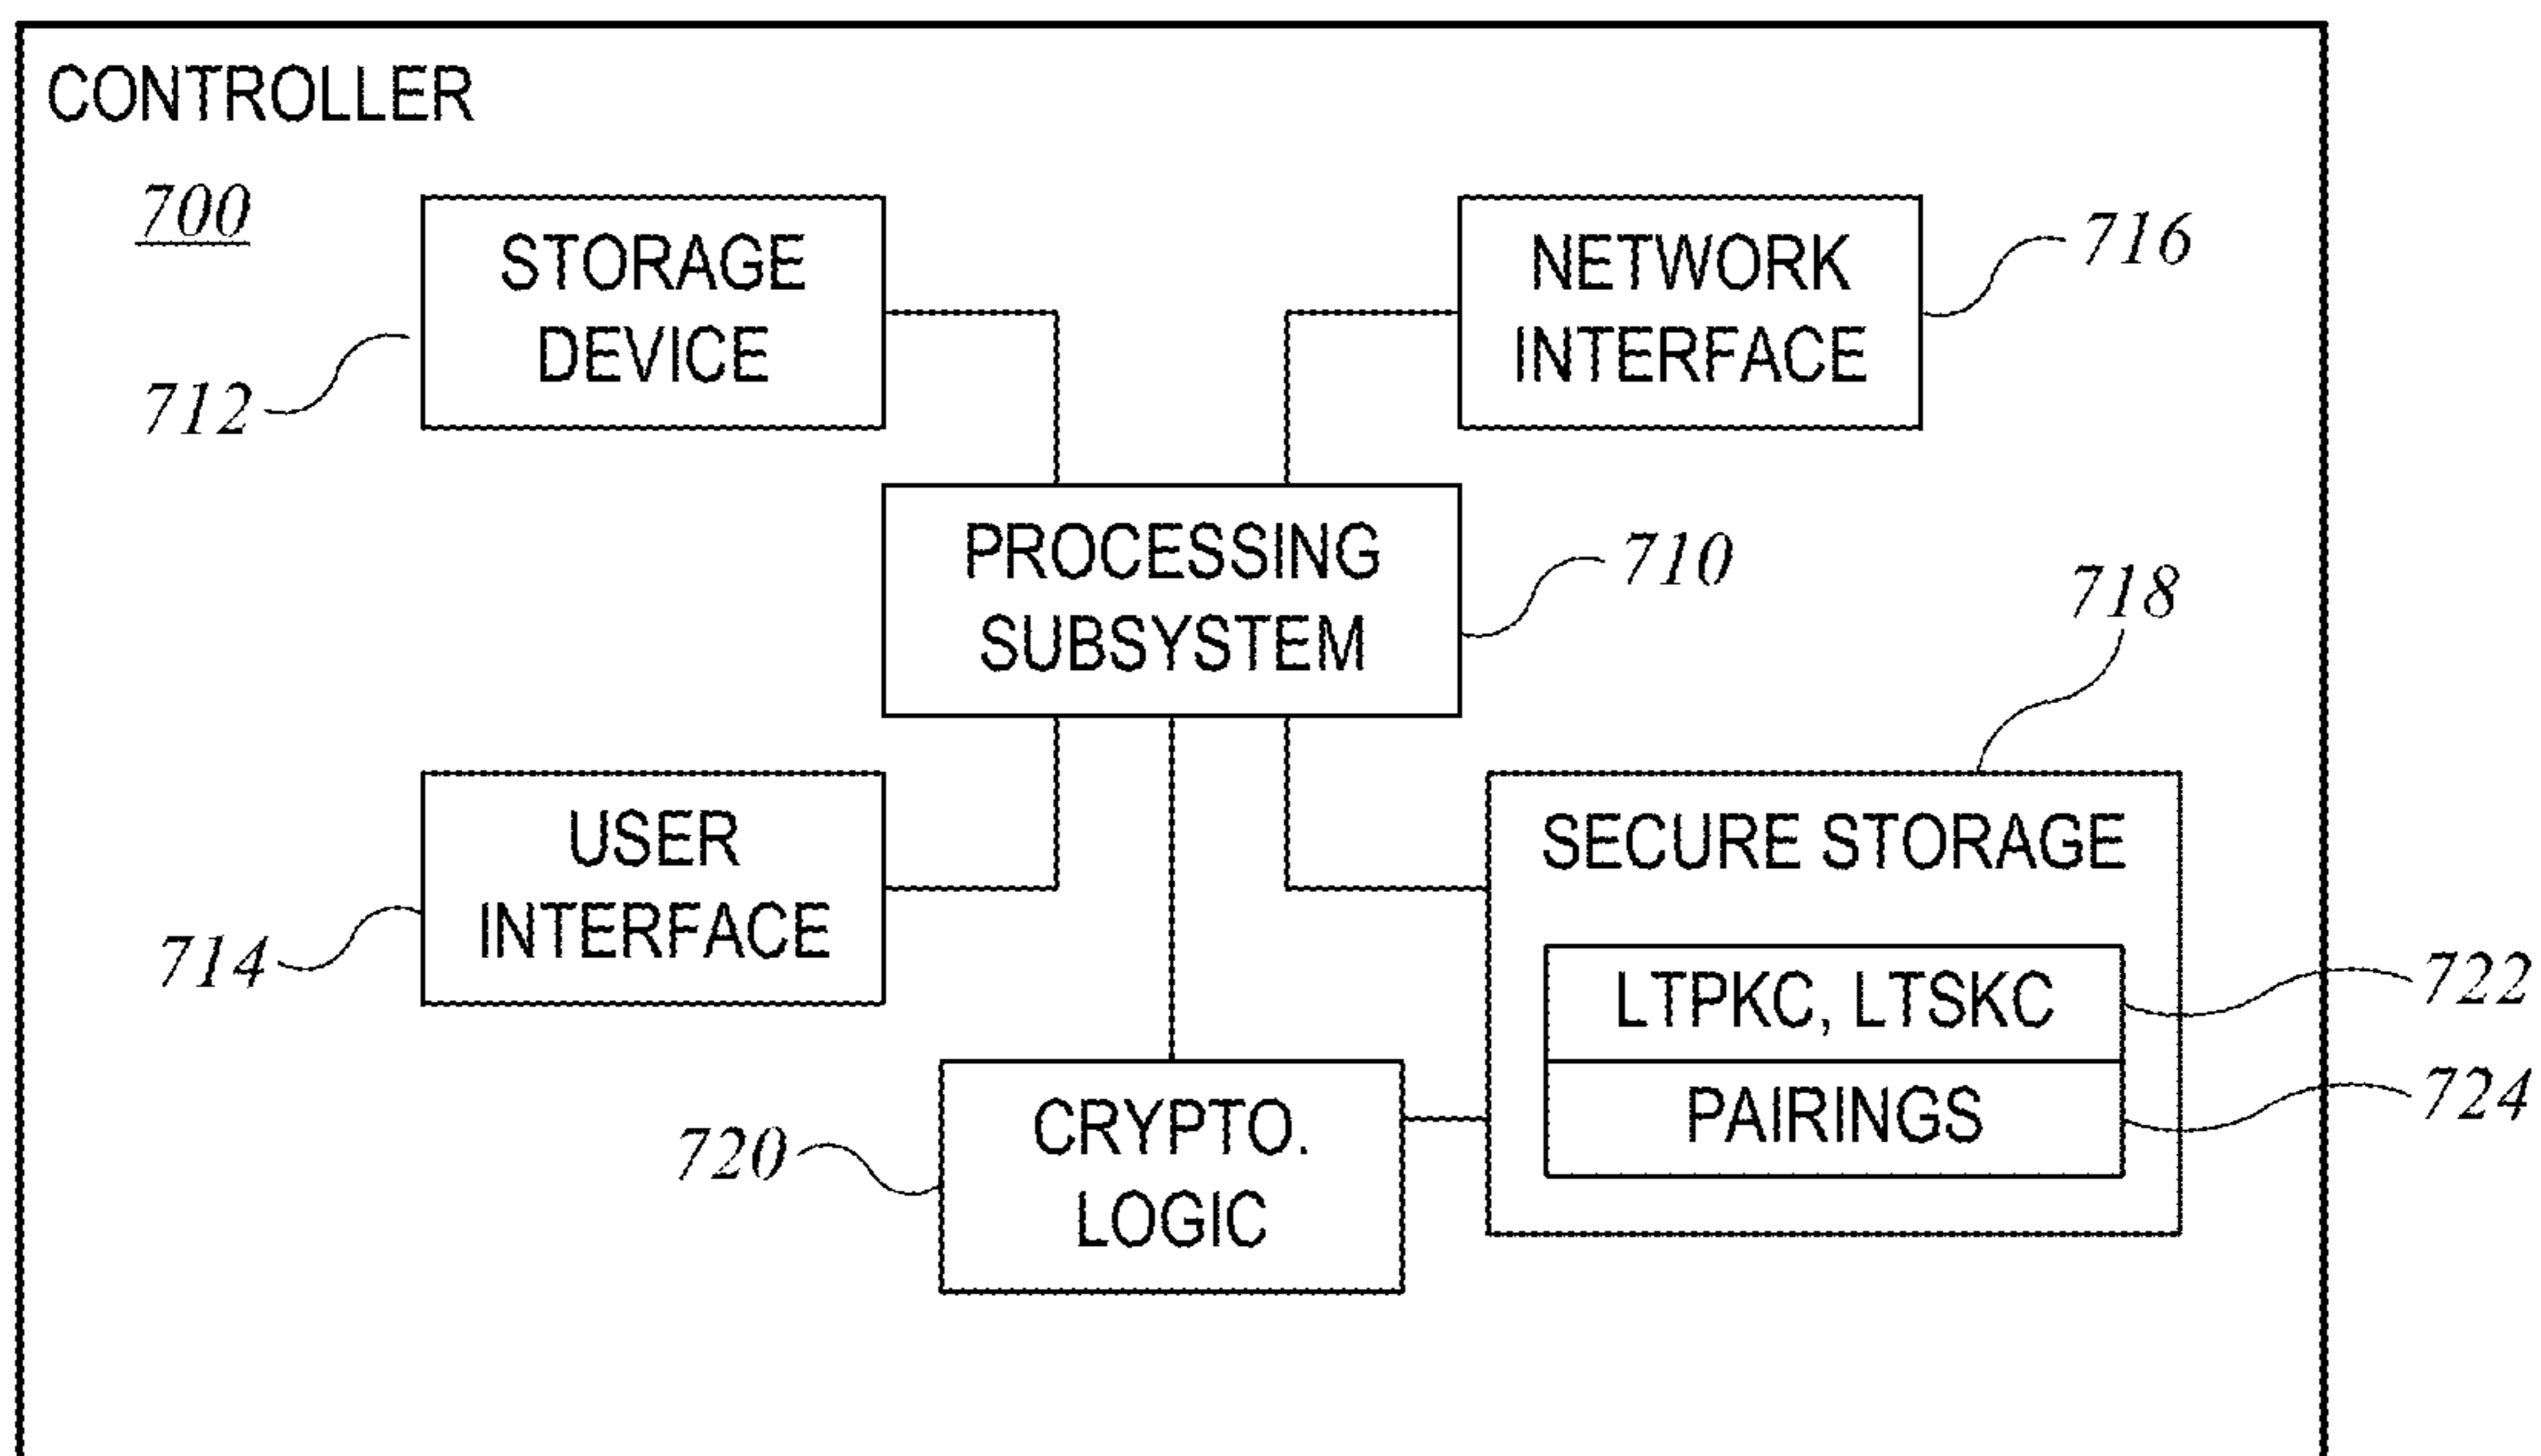 CONTROLLER
700
STORAGE
DEVICE
712
NETWORK
INTERFACE
716
PROCESSING
SUBSYSTEM
710
718
USER
INTERFACE
714
SECURE STORAGE
LTPKC, LTSKC
722
PAIRINGS
724
CRYPTO.
LOGIC
720